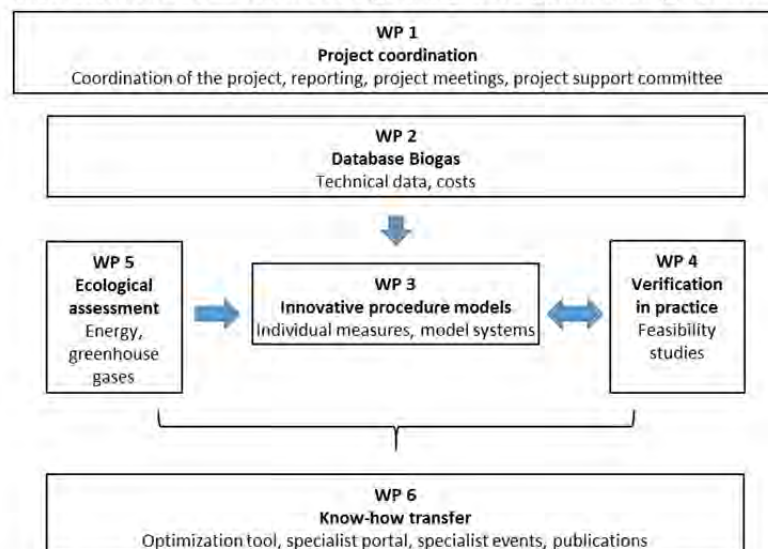 WP 1
Project coordination
Coordination of the project, reporting, project meetings, project support committee
WP 2
Database Biogas
Technical data, costs
WP 5
Ecological
assessment
Energy,
greenhouse
gases
WP 3
Innovative procedure models
Individual measures, model systems
WP 4
Verification
in practice
Feasibility
studies
WP 6
Know-how transfer
Optimization tool, specialist portal, specialist events, publications